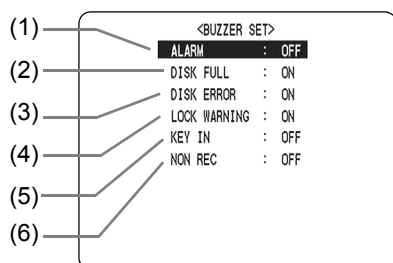 <BUZZER SET>
(1) ALARM : OFF
(2) DISK FULL : ON
(3) DISK ERROR : ON
(4) LOCK WARNING : ON
(5) KEY IN : OFF
(6) NON REC : OFF